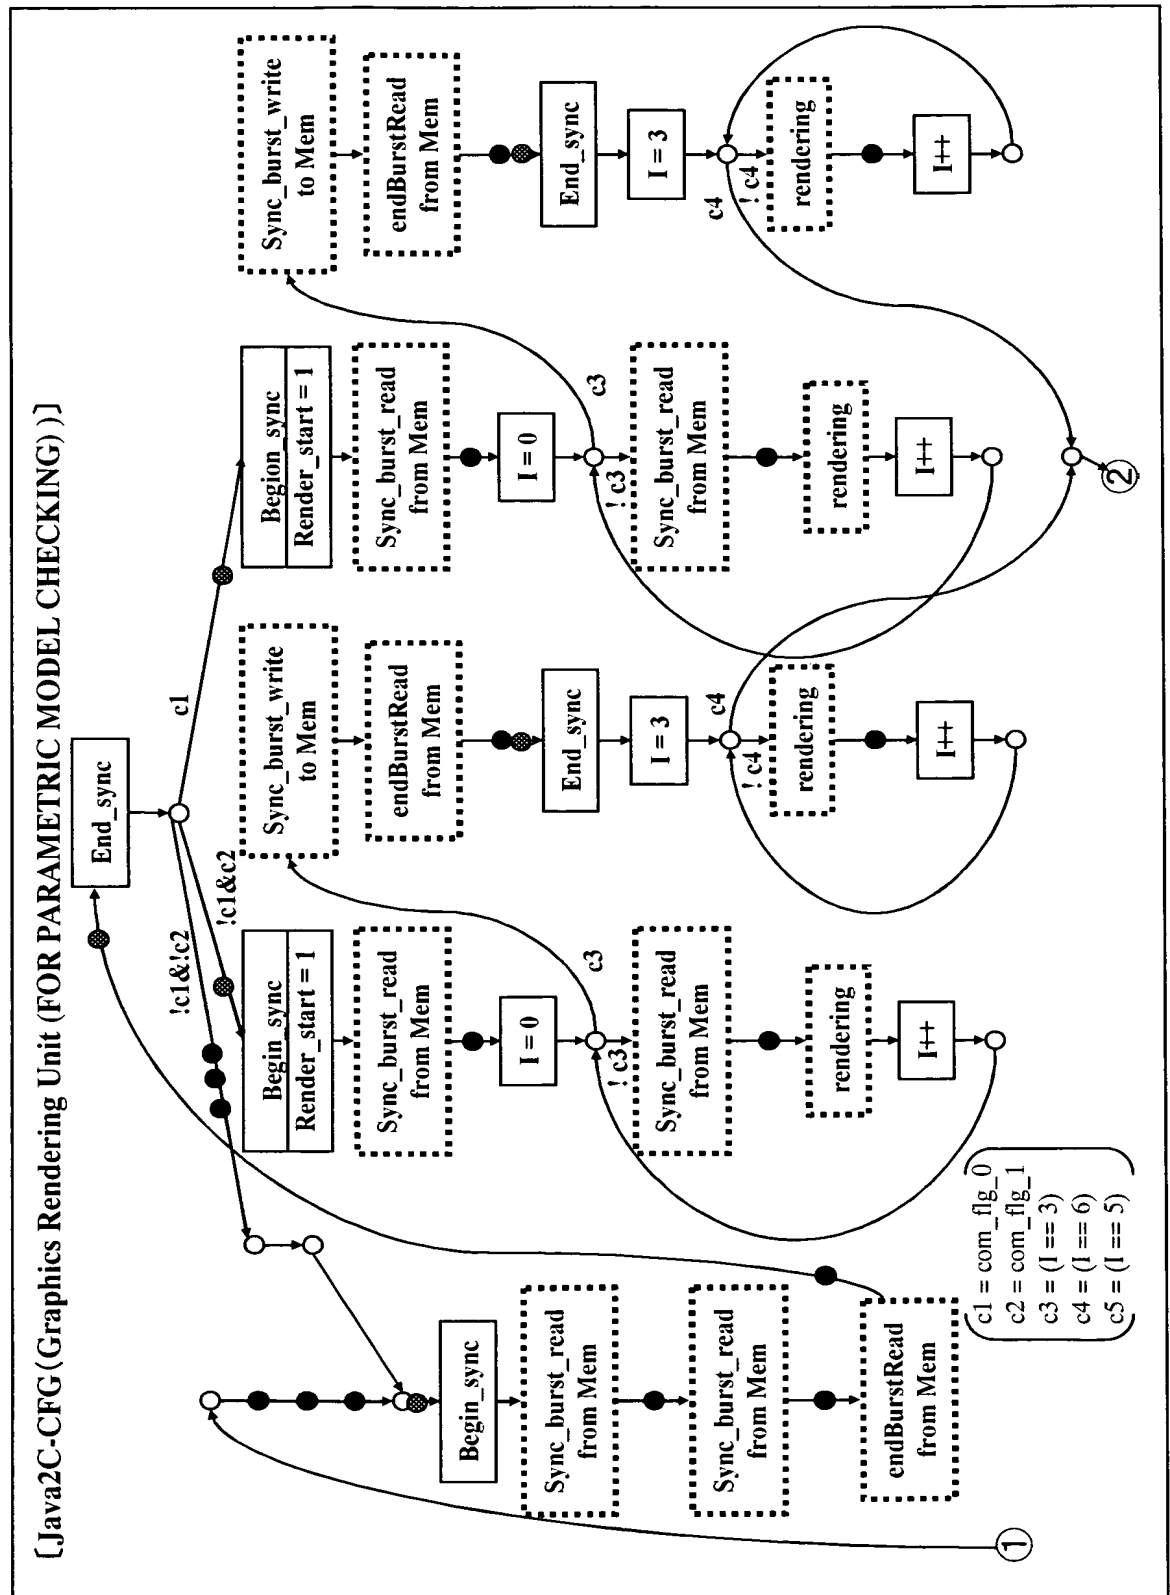 [Java2C-CFG(Graphics Rendering Unit (FOR PARAMETRIC MODEL CHECKING))]
1
Begin_sync
Sync_burst_read
from Mem
Sync_burst_read
from Mem
endBurstRead
from Mem
End_sync
!c1&!c2
!c1&c2
c1
Begin_sync
Render_start = 1
Sync_burst_read
from Mem
I = 0
c3
! c3
Sync_burst_read
from Mem
rendering
I++
Sync_burst_write
to Mem
endBurstRead
from Mem
End_sync
I = 3
c4
! c4
rendering
I++
Begion_sync
Render_start = 1
Sync_burst_read
from Mem
I = 0
c3
! c3
Sync_burst_read
from Mem
rendering
I++
Sync_burst_write
to Mem
endBurstRead
from Mem
End_sync
I = 3
c4
! c4
rendering
I++
2
c1 = com_flg_0
c2 = com_flg_1
c3 = (I == 3)
c4 = (I == 6)
c5 = (I == 5)